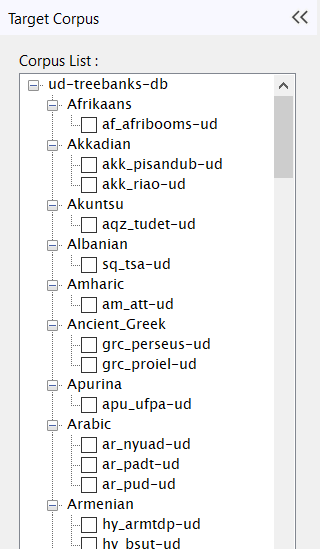 Target Corpus
Corpus List :
ud-treebanks-db
Afrikaans
af_afribooms-ud
Akkadian
akk_pisandub-ud
akk_riao-ud
Akuntsu
aqz_tudet-ud
Albanian
sq_tsa-ud
Amharic
am_att-ud
Ancient_Greek
grc_perseus-ud
grc_proiel-ud
Apurina
apu_ufpa-ud
Arabic
ar_nyuad-ud
ar_padt-ud
ar_pud-ud
Armenian
hy_armtdp-ud
hy_bsut-ud